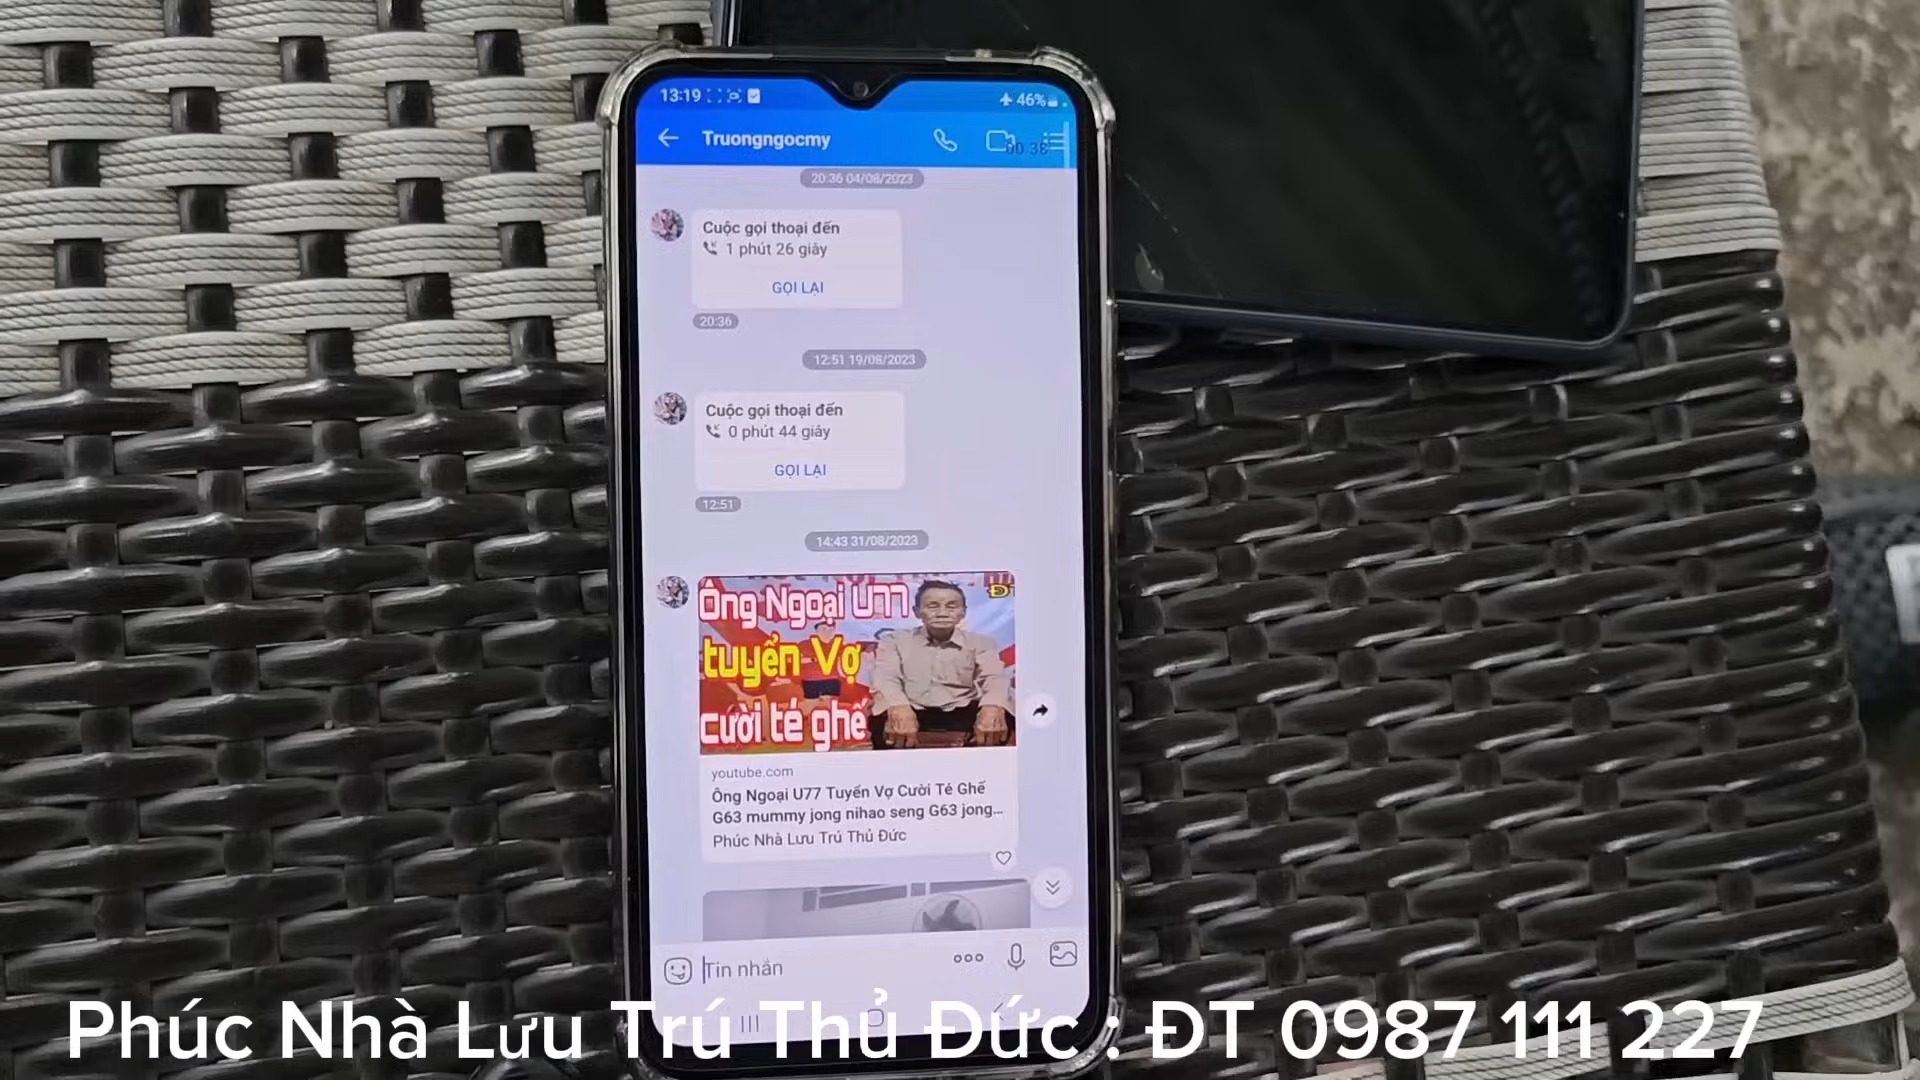 13:19
46%
Truongngocmy
00:38
20:36 04/08/2023
Cuộc gọi thoại đến
1 phút 26 giây
GỌI LẠI
20:36
12:51 19/08/2023
Cuộc gọi thoại đến
0 phút 44 giây
GỌI LẠI
12:51
14:43 31/08/2023
Ông Ngoại U77
tuyển Vợ
cười té ghế
youtube.com
Ông Ngoại U77 Tuyển Vợ Cười Té Ghế
G63 mummy jong nihao seng G63 jong...
Phúc Nhà Lưu Trú Thủ Đức
Tin nhắn
Phúc Nhà Lưu Trú Thủ Đức : ĐT 0987 111 227